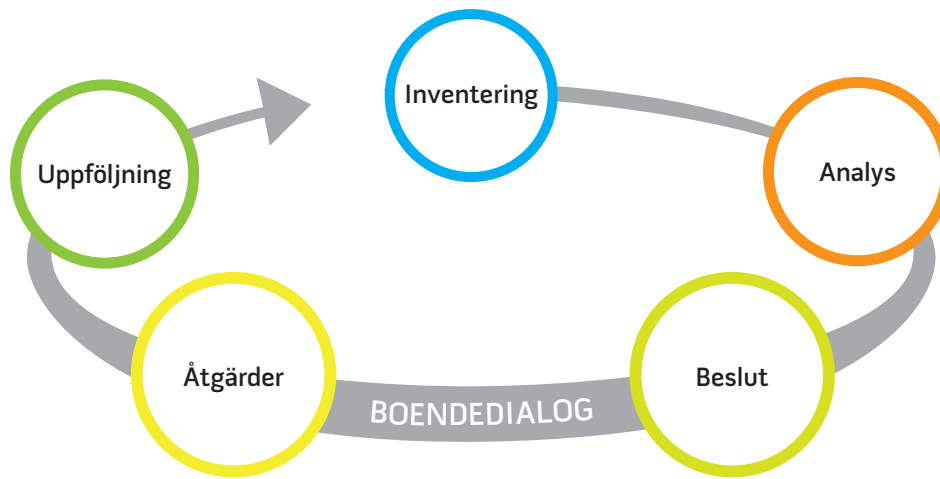 Inventering
Analys
Beslut
BOENDEDIALOG
Åtgärder
Uppföljning